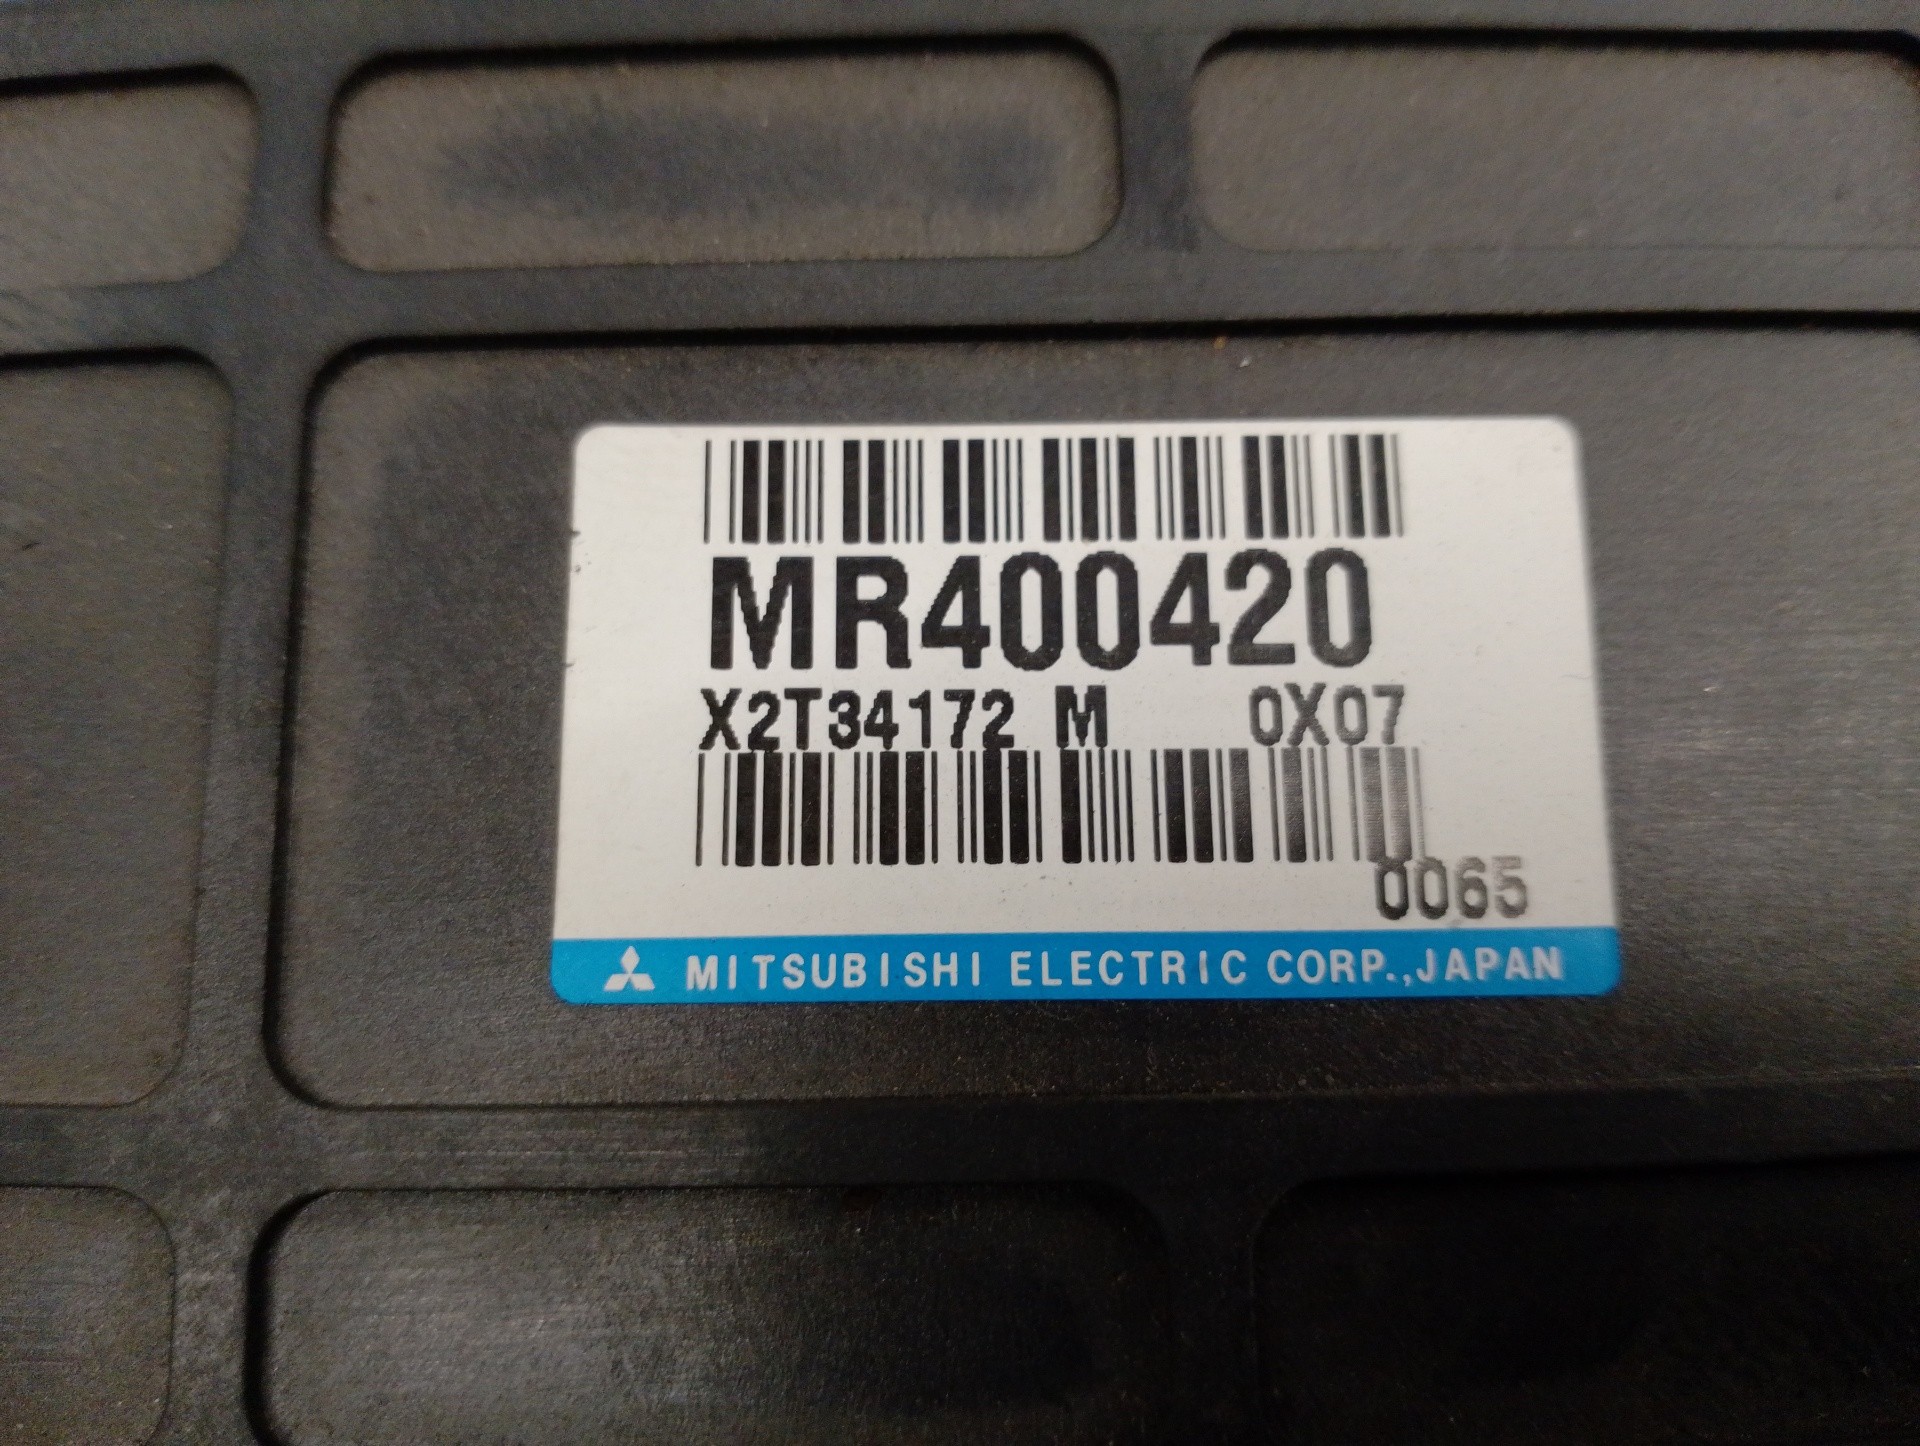 MR400420
X2T34172 M 0X07
0065
MITSUBISHI ELECTRIC CORP.,JAPAN